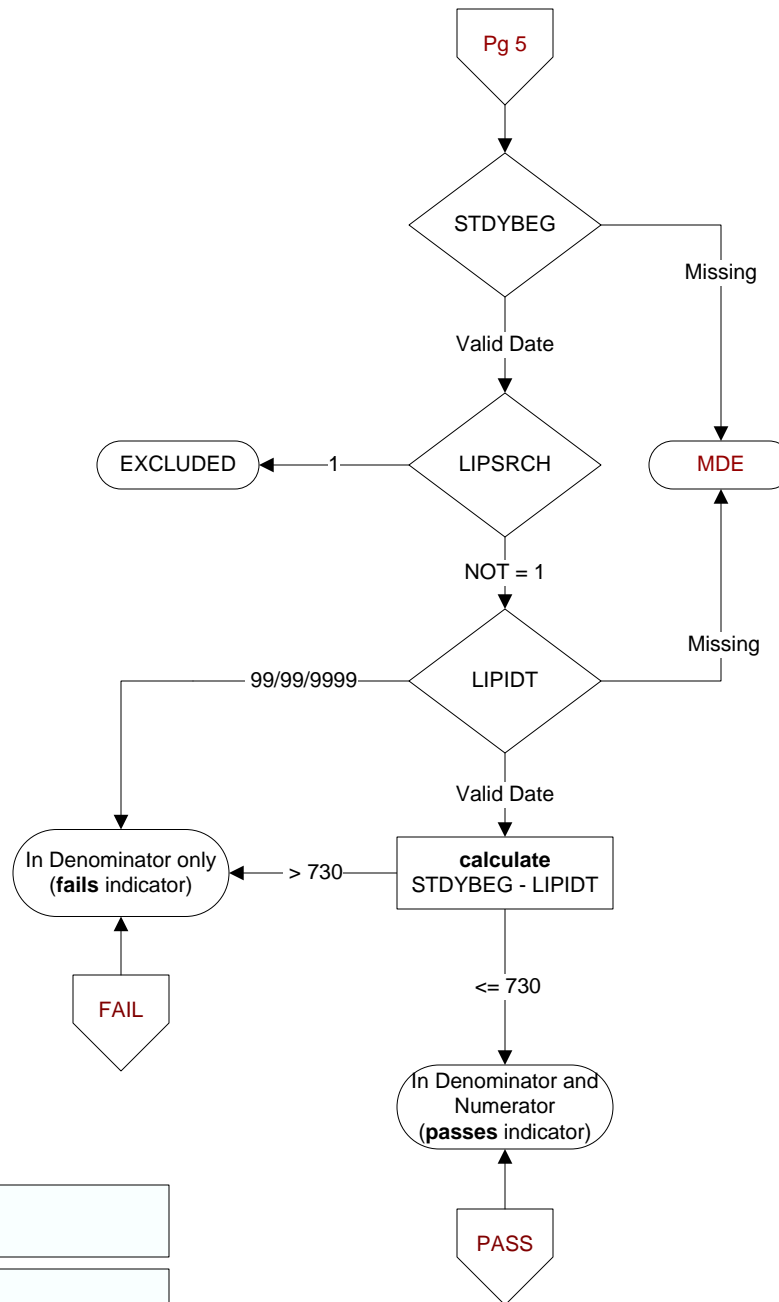 Pg 5
STDYBEG
Missing
Valid Date
EXCLUDED
1
LIPSRCH
MDE
NOT = 1
Missing
99/99/9999
LIPIDT
Valid Date
In Denominator only
(fails indicator)
> 730
calculate
STDYBEG - LIPIDT
FAIL
<= 730
In Denominator and
Numerator
(passes indicator)
PASS